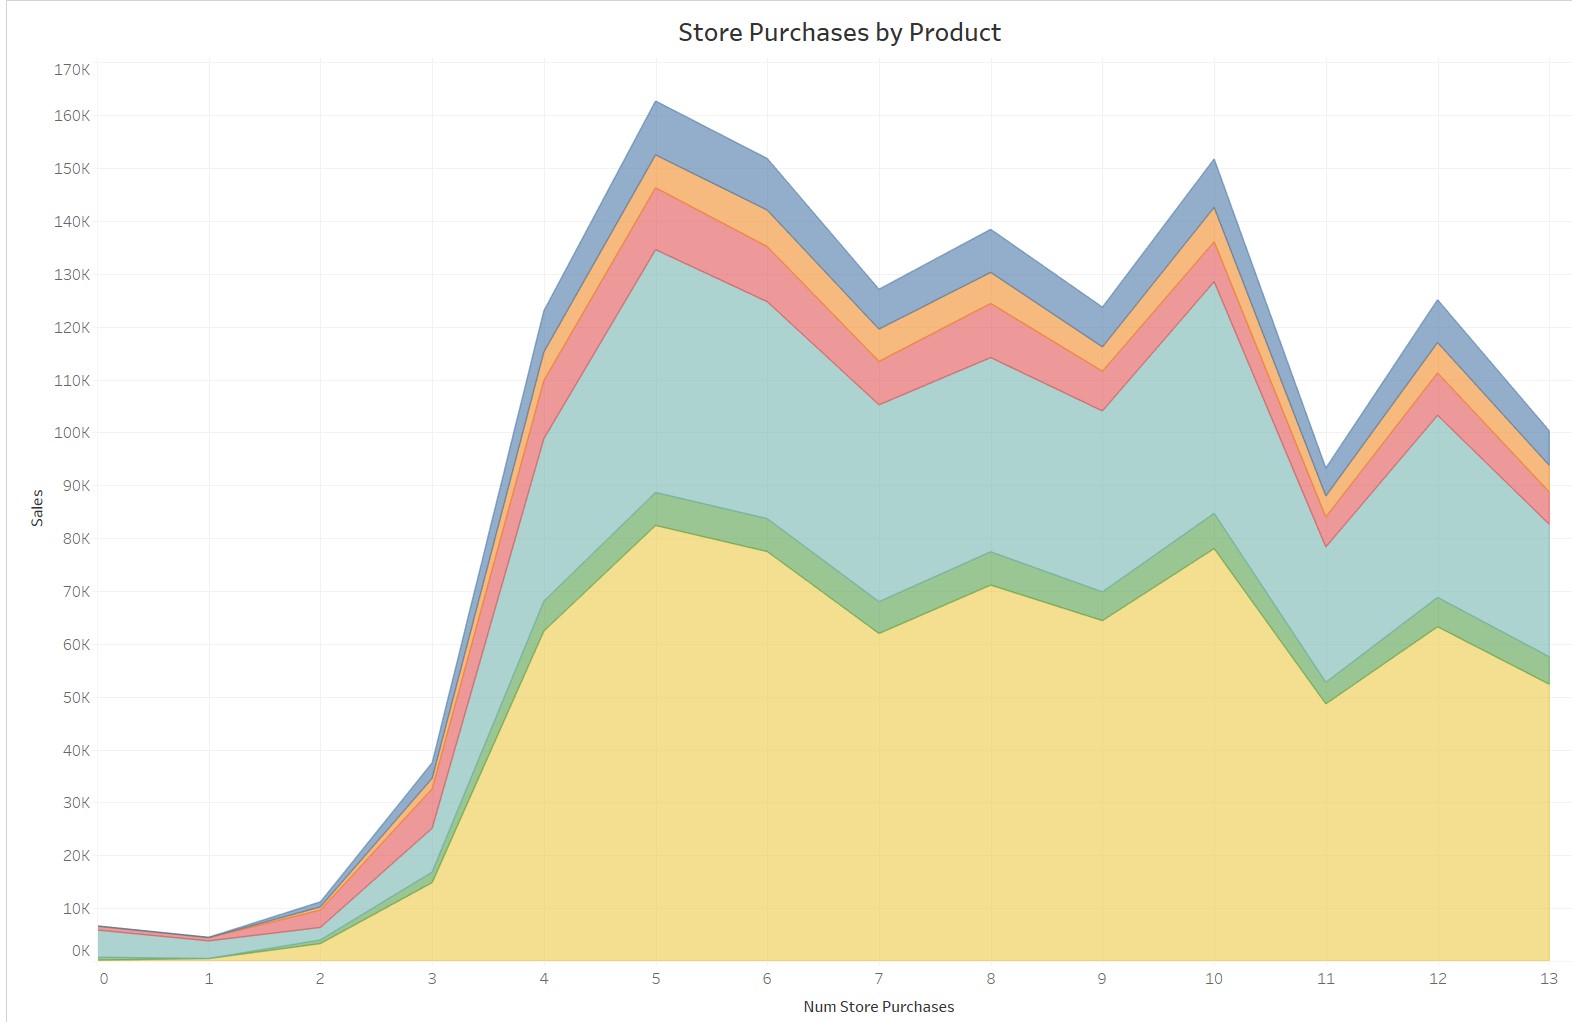 Store Purchases by Product
170K
160K
150K
140K
130K
120K
110K
100K
90K
80K
70K
60K
50K
40K
30K
20K
10K
0K
Sales
0 1 2 3 4 5 6 7 8 9 10 11 12 13
Num Store Purchases